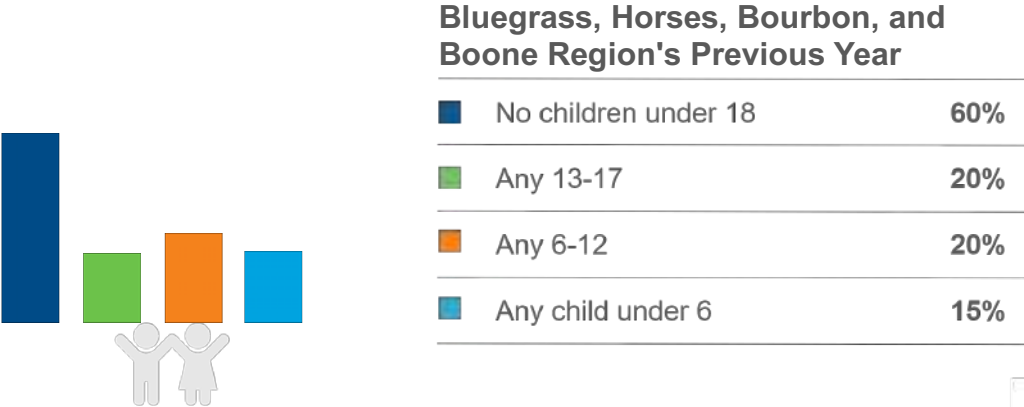 Bluegrass, Horses, Bourbon, and
Boone Region's Previous Year
No children under 18 60%
Any 13-17 20%
Any 6-12 20%
Any child under 6 15%